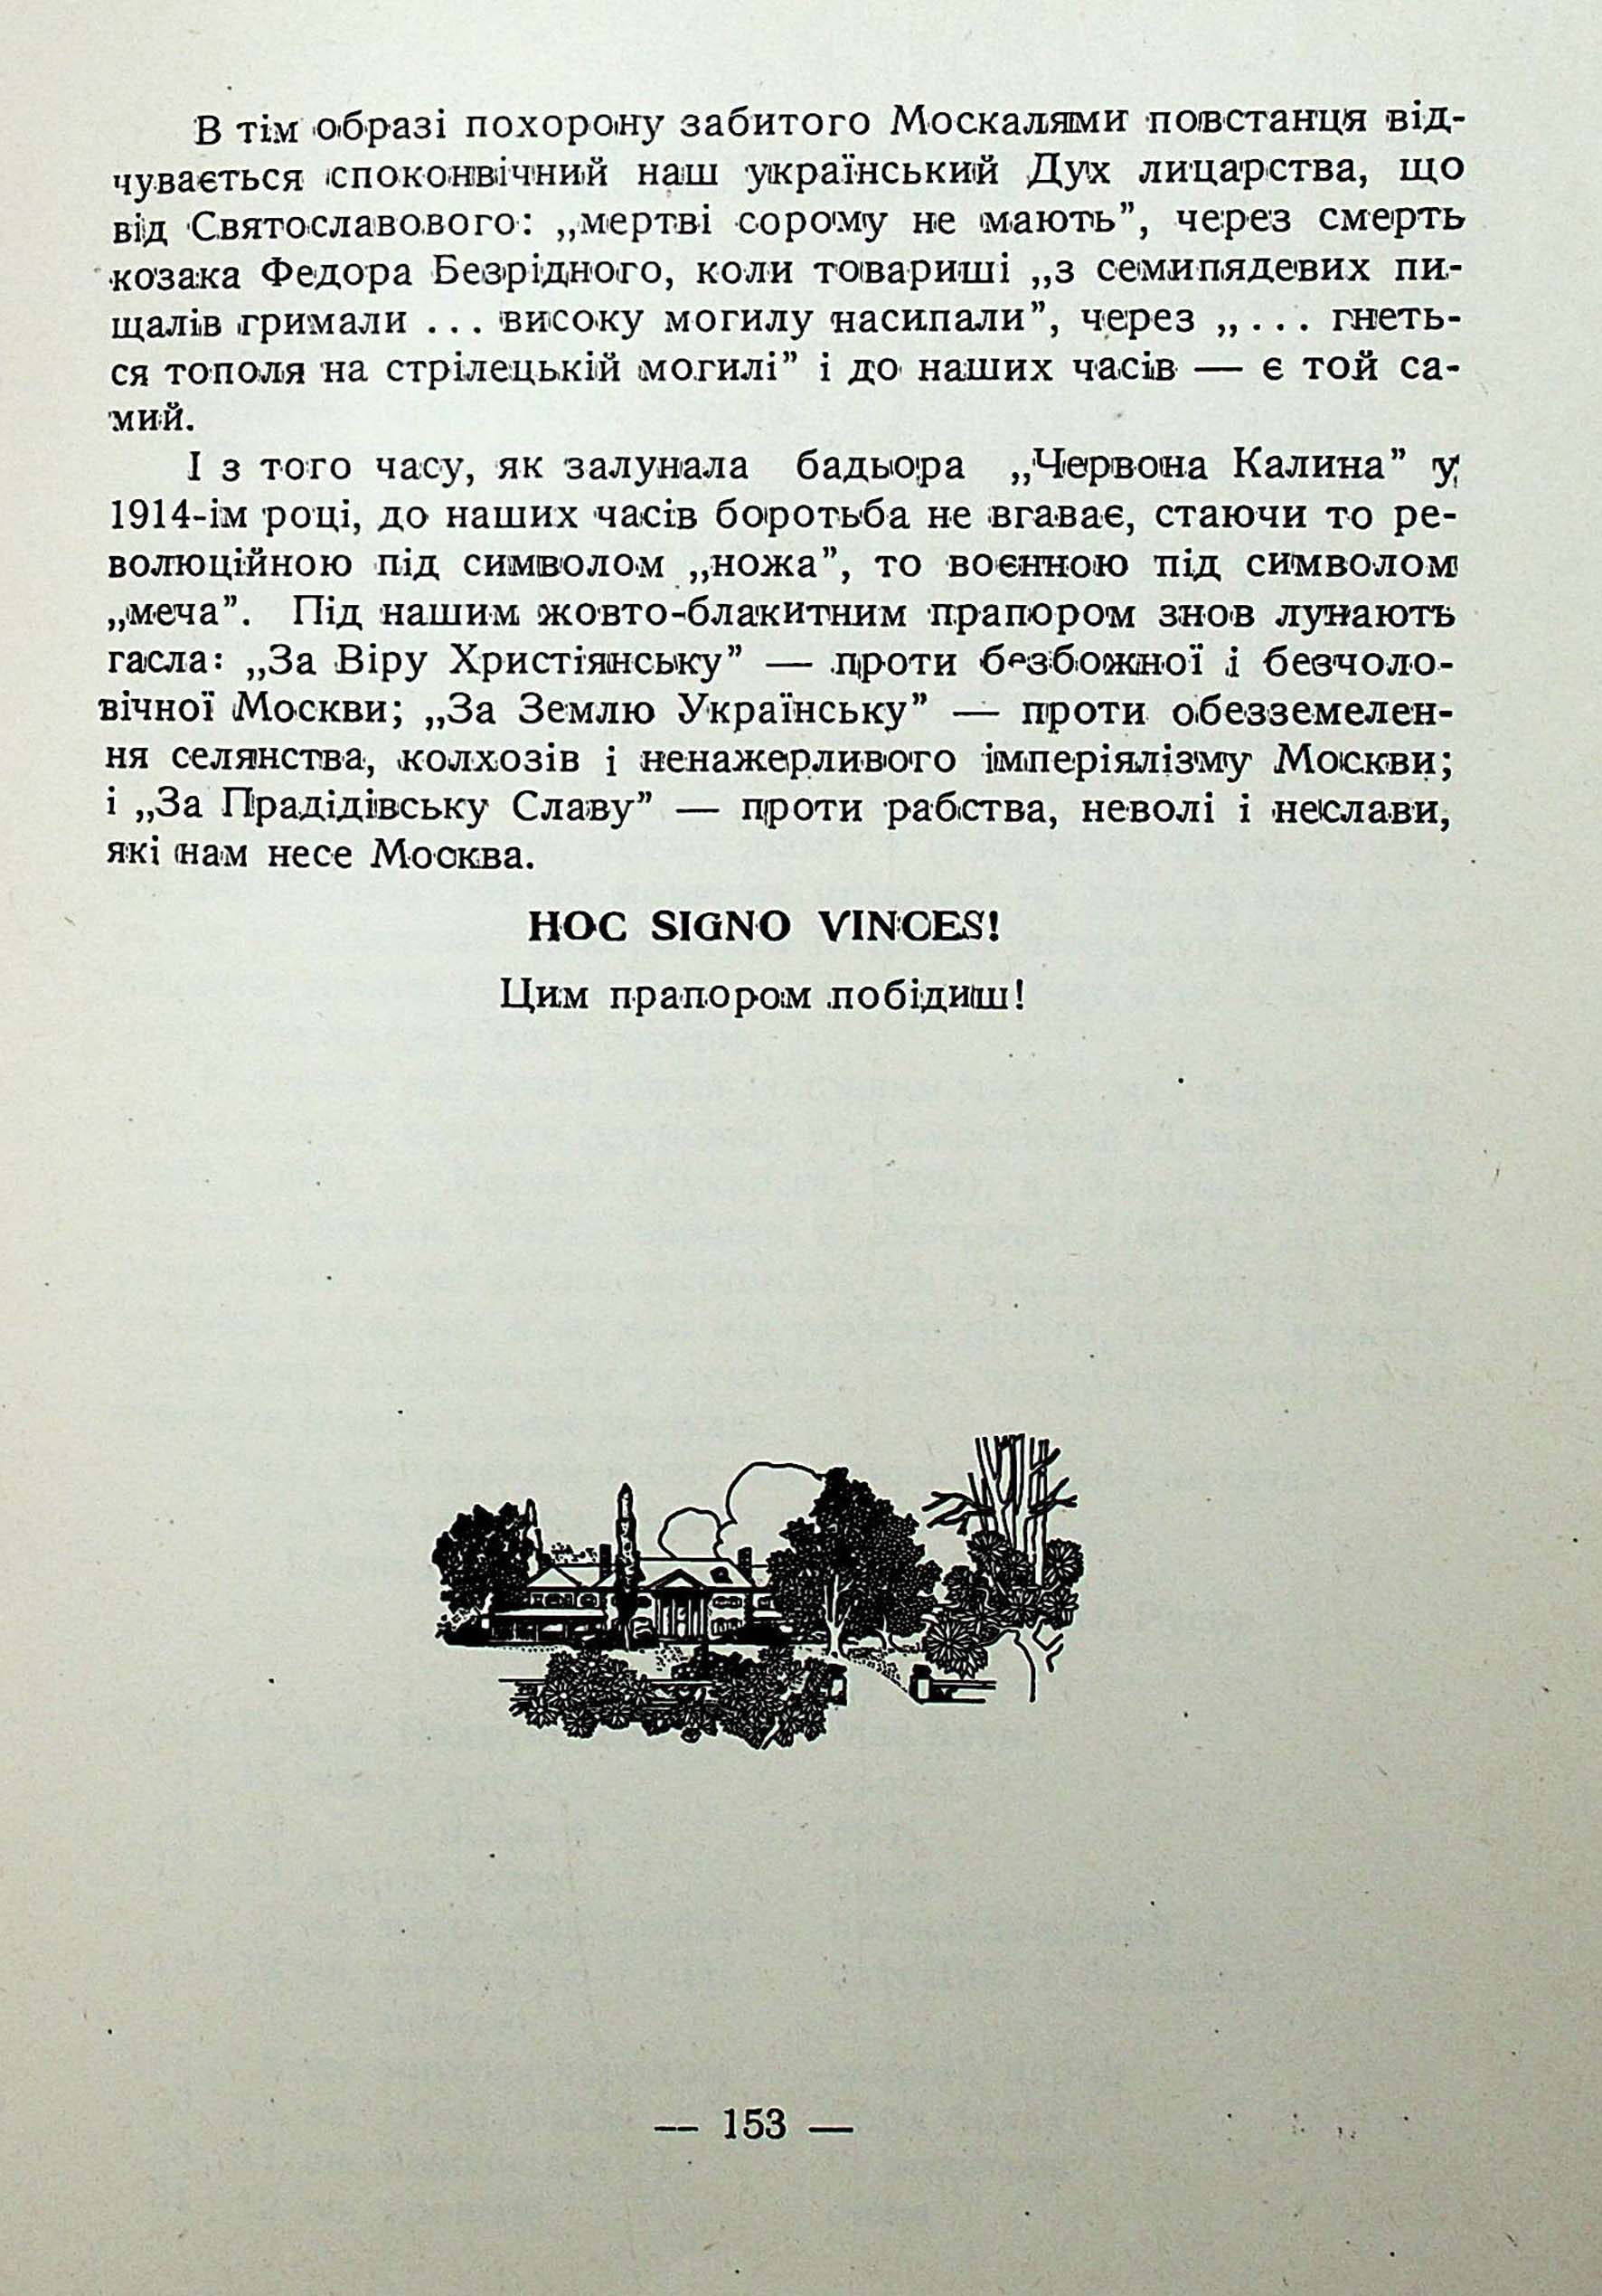 В тім образі похорону забитого Москалями повстанця від-
чувається споконвічний наш український Дух лицарства, що
від Святославового: „мертві сорому не мають”, через смерть
козака Федора Безрідного, коли товариші „з семипядевих пи-
щалів гримали ... високу могилу насипали”, через „... гнеть-
ся тополя на стрілецькій могилі” і до наших часів — є той са-
мий.
І з того часу, як залунала бадьора „Червона Калина” у
1914-ім році, до наших часів боротьба не вгаває, стаючи то ре-
волюційною під символом „ножа”, то воєнною під символом
„меча”. Під нашим жовто-блакитним прапором знов лунають
гасла: „За Віру Христіянську” — проти безбожної і безчоло-
вічної Москви; „За Землю Українську” — проти обезземелен-
ня селянства, колхозів і ненажерливого імперіялізму Москви;
і „За Прадідівську Славу” — проти рабства, неволі і неслави,
які нам несе Москва.
HOC SIGNO VINCES!
Цим прапором побідиш!
— 153 —